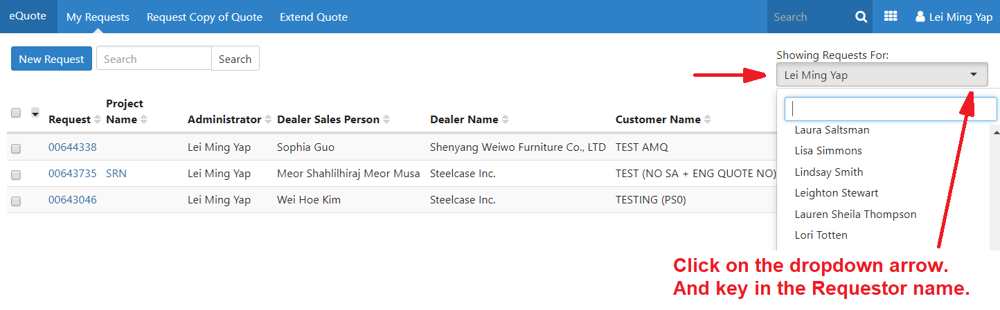 eQuote My Requests Request Copy of Quote Extend Quote Search Lei Ming Yap
Showing Requests For:
New Request Search Search
Lei Ming Yap
Project
Request Name Administrator Dealer Sales Person Dealer Name Customer Name
Laura Saltsman
00644338 Lei Ming Yap Sophia Guo Shenyang Weiwo Furniture Co., LTD TEST AMQ
Lisa Simmons
00643735 SRN Lei Ming Yap Meor Shahlilhiraj Meor Musa Steelcase Inc. TEST (NO SA + ENG QUOTE NO)
Lindsay Smith
Leighton Stewart
00643046 Lei Ming Yap Wei Hoe Kim Steelcase Inc. TESTING (PS0)
Lauren Sheila Thompson
Lori Totten
Click on the dropdown arrow.
And key in the Requestor name.